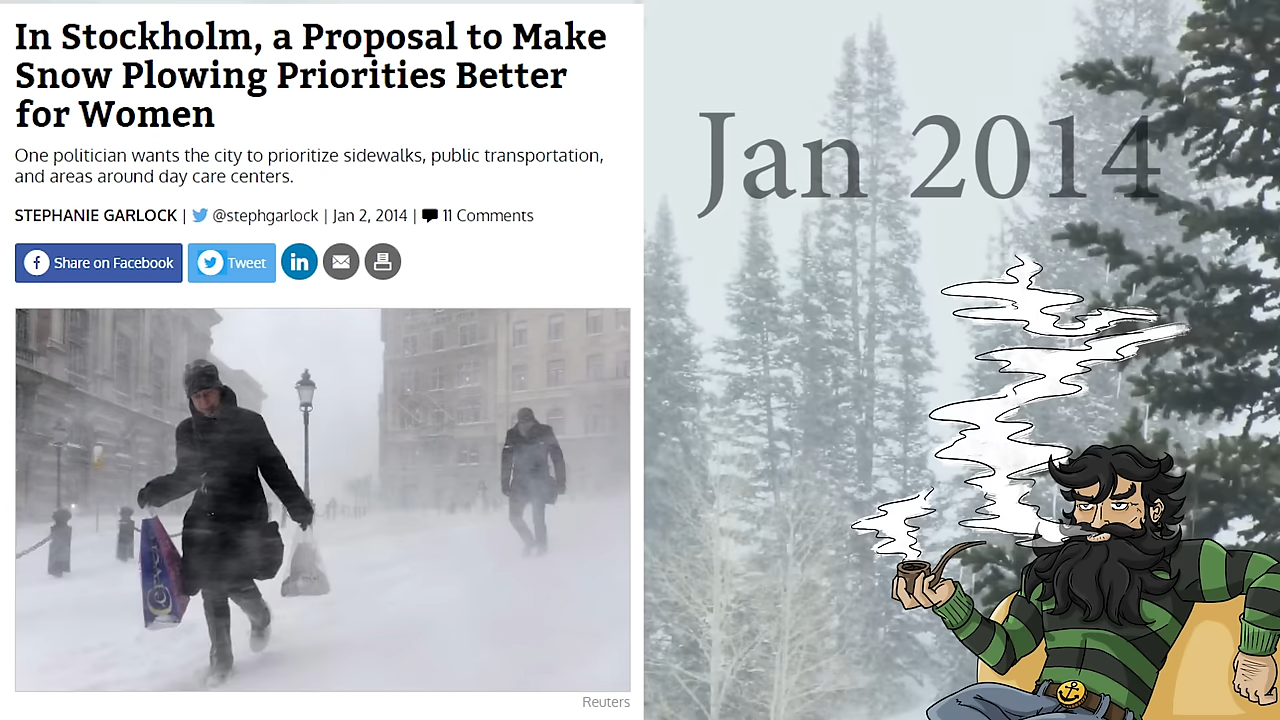 In Stockholm, a Proposal to Make
Snow Plowing Priorities Better
for Women
One politician wants the city to prioritize sidewalks, public transportation,
and areas around day care centers.
STEPHANIE GARLOCK | @stephgarlock | Jan 2, 2014 | 11 Comments
f Share on Facebook Tweet in
Reuters
Jan 2014